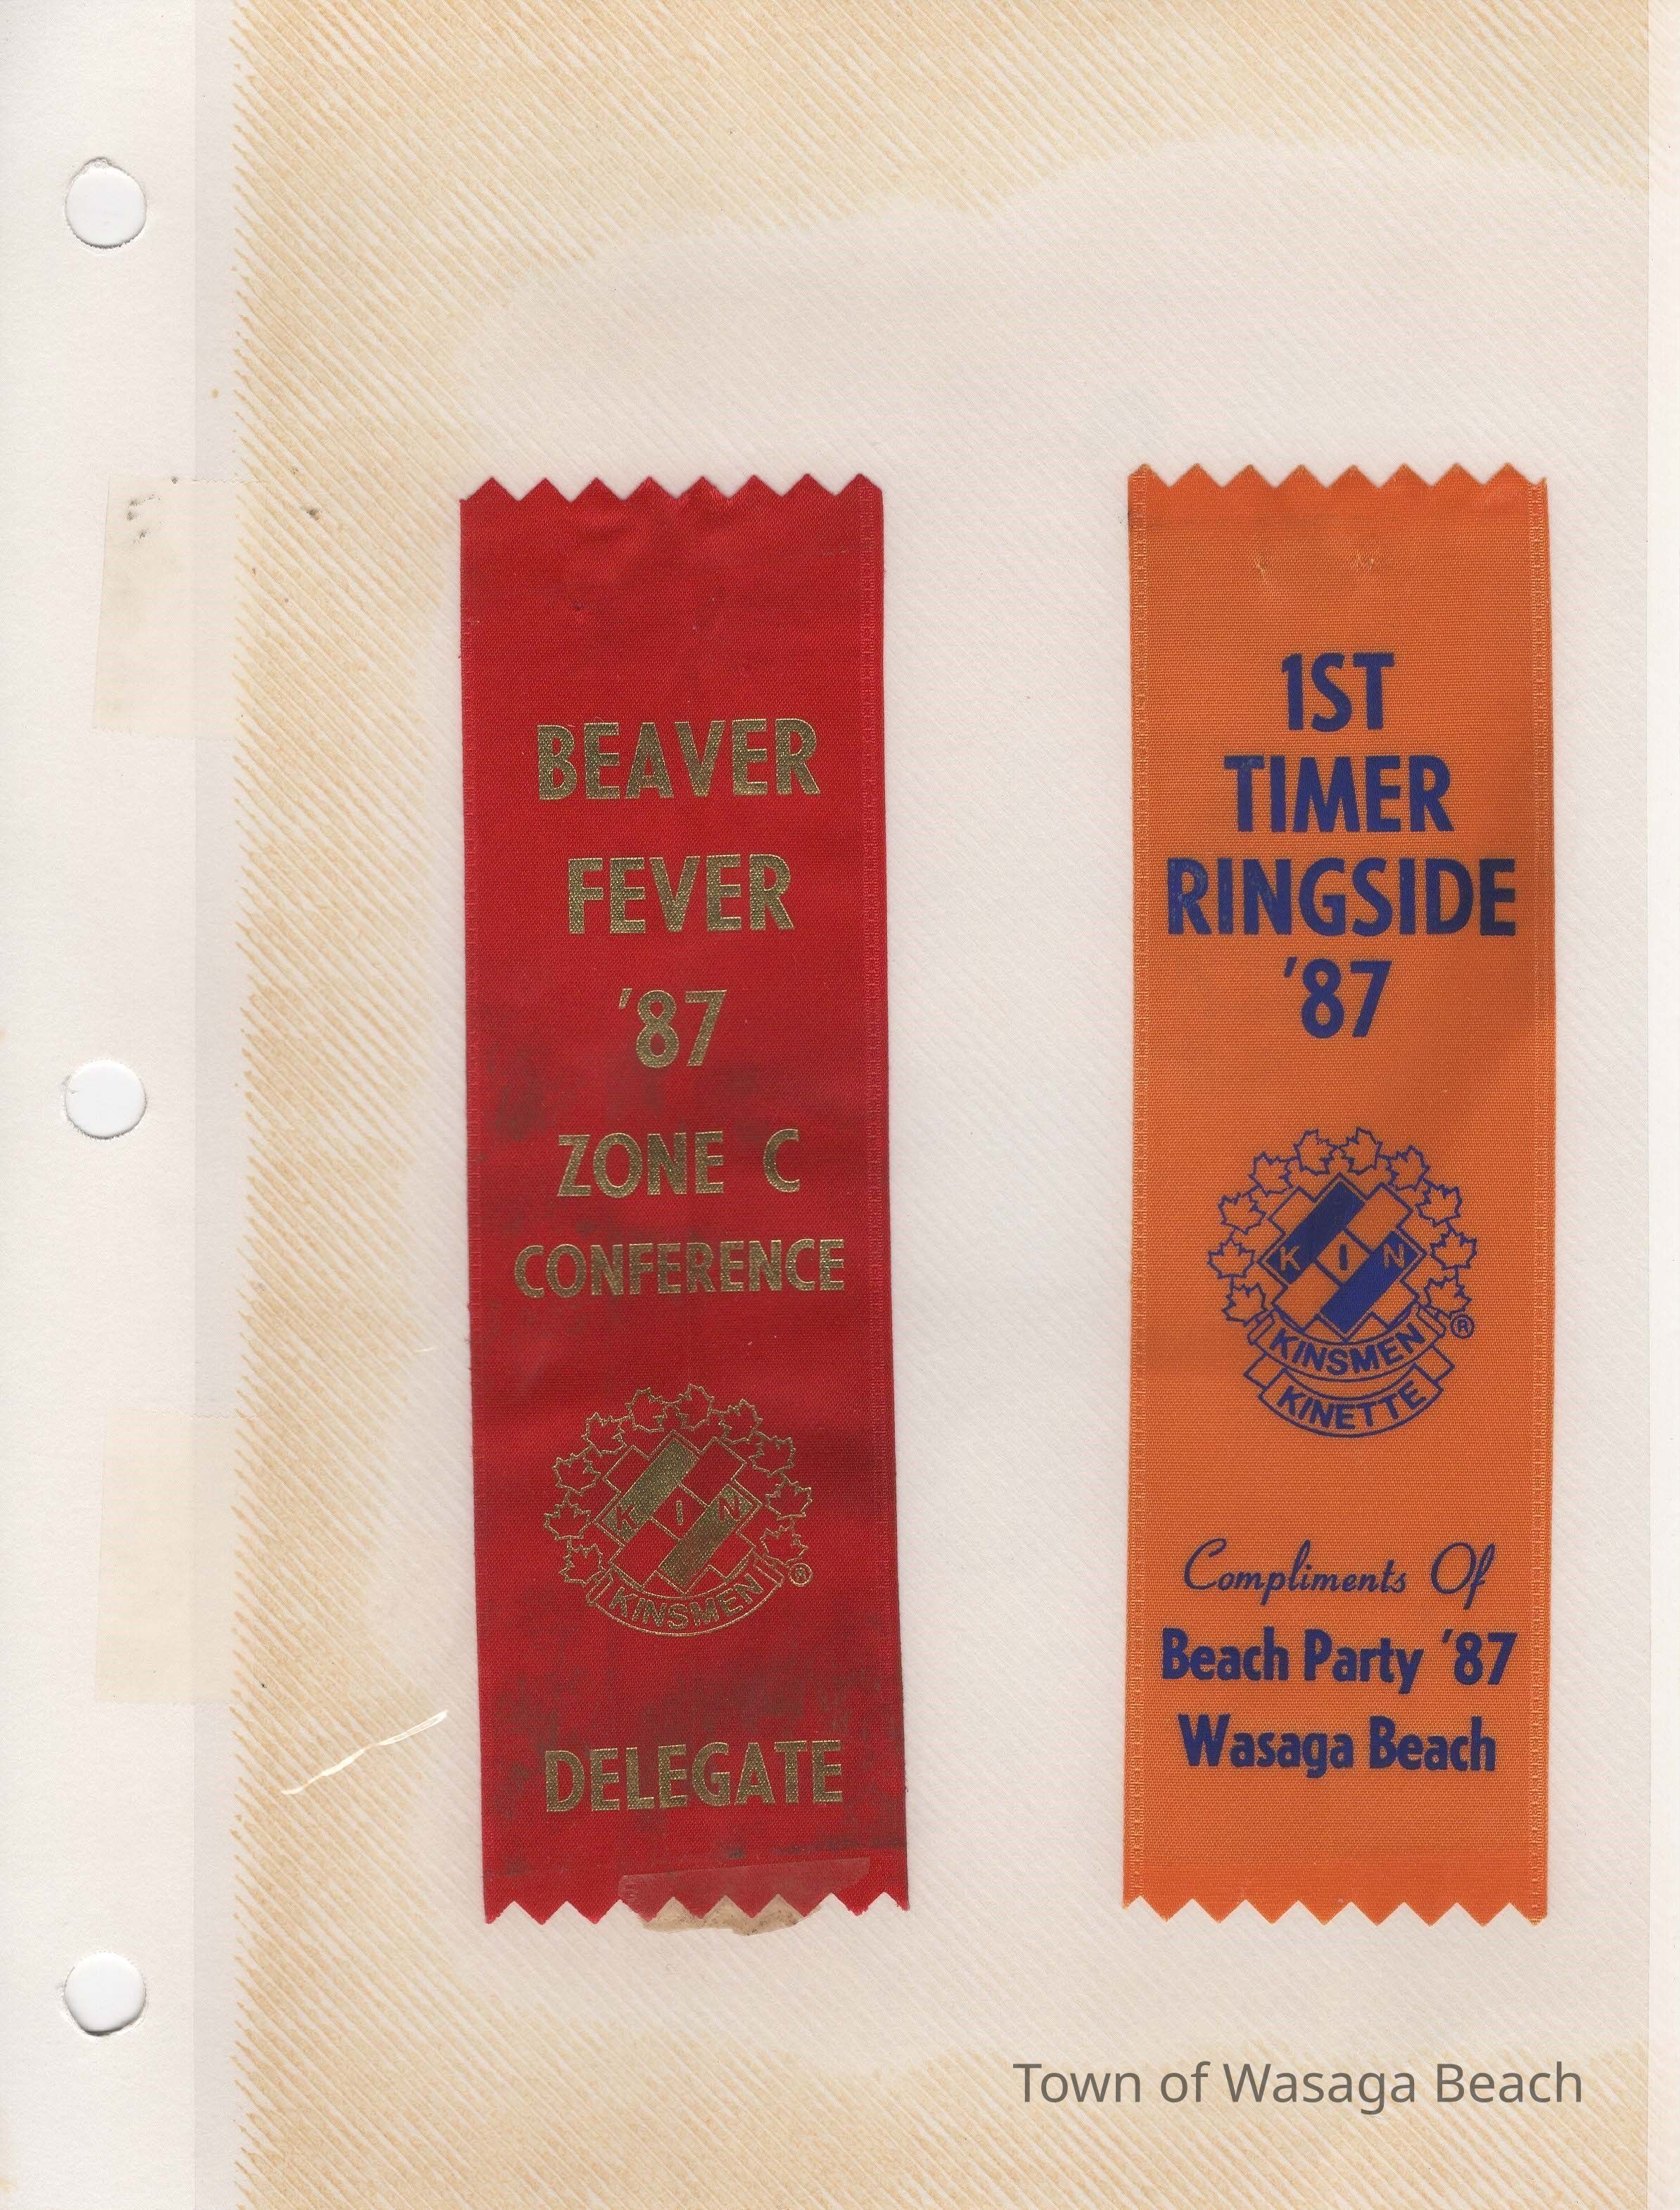 BEAVER
FEVER
'87
ZONE C
CONFERENCE
K I N
KINSMEN
®
DELEGATE
1ST
TIMER
RINGSIDE
'87
K I N
KINSMEN
®
KINETTE
Compliments Of
Beach Party '87
Wasaga Beach
Town of Wasaga Beach